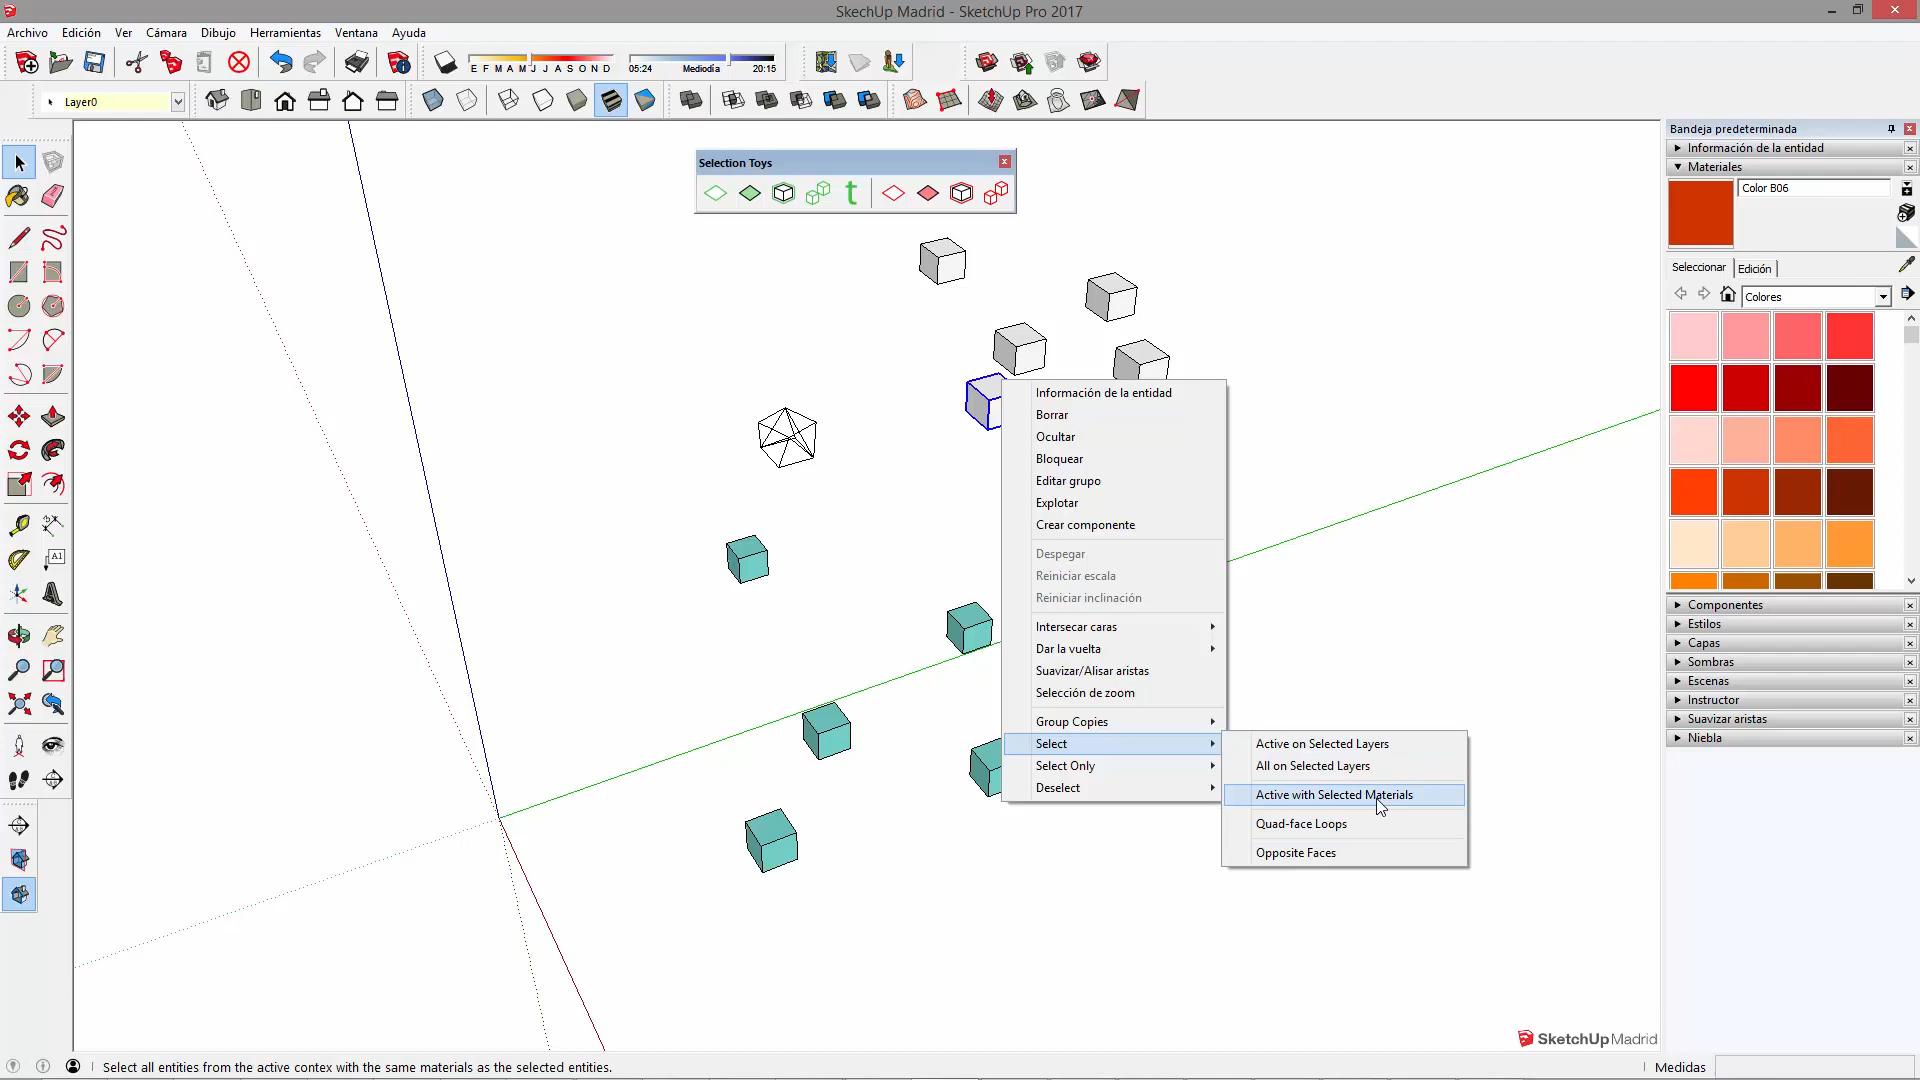 SkechUp Madrid - SketchUp Pro 2017
Archivo Edición Ver Cámara Dibujo Herramientas Ventana Ayuda
E F M A M J J A S O N D
05:24 Mediodía 20:15
Layer0
Selection Toys
t
A1
Información de la entidad
Borrar
Ocultar
Bloquear
Editar grupo
Explotar
Crear componente
Despegar
Reiniciar escala
Reiniciar inclinación
Intersecar caras
Dar la vuelta
Suavizar/Alisar aristas
Selección de zoom
Group Copies
Select
Select Only
Deselect
Active on Selected Layers
All on Selected Layers
Active with Selected Materials
Quad-face Loops
Opposite Faces
Bandeja predeterminada
Información de la entidad
Materiales
Color B06
Seleccionar Edición
Colores
Componentes
Estilos
Capas
Sombras
Escenas
Instructor
Suavizar aristas
Niebla
SketchUpMadrid
Select all entities from the active contex with the same materials as the selected entities.
Medidas